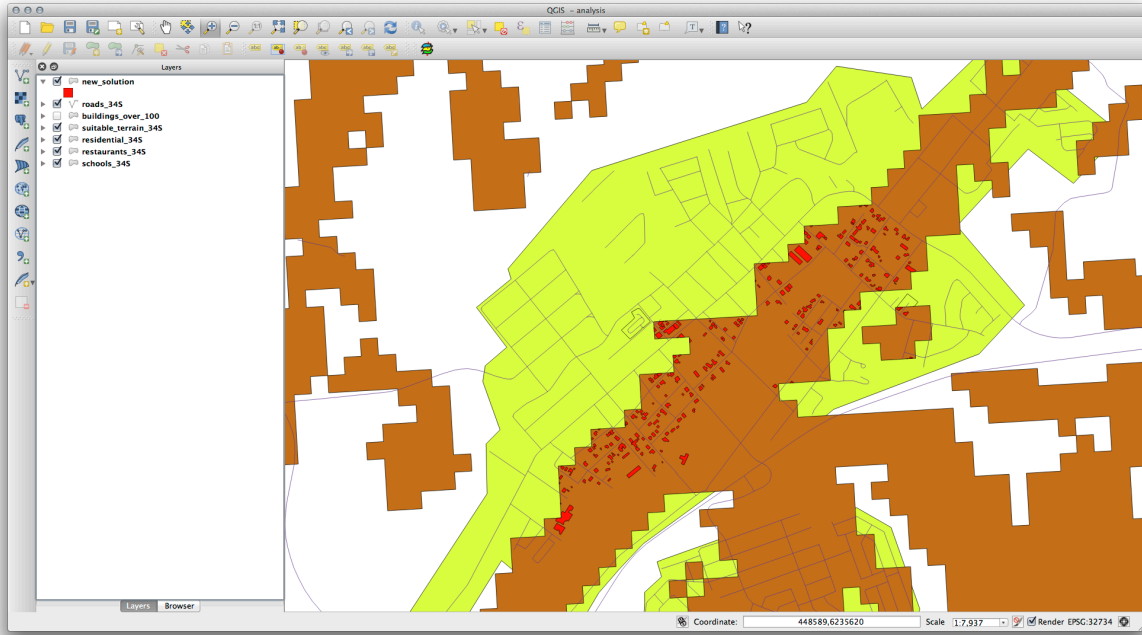 QGIS - analysis
Layers
new_solution
roads_34S
buildings_over_100
suitable_terrain_34S
residential_34S
restaurants_34S
schools_34S
Layers
Browser
Coordinate:
448589,6235620
Scale
1:7,937
Render
EPSG:32734